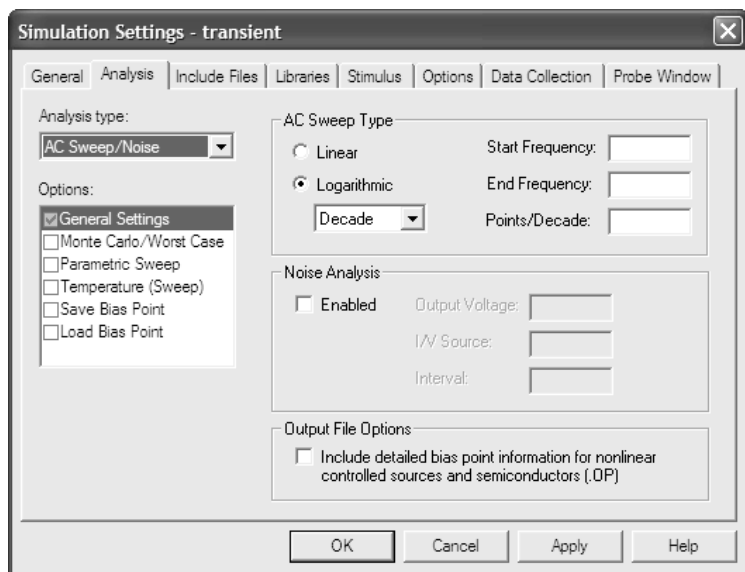 Simulation Settings - transient
General
Analysis
Include Files
Libraries
Stimulus
Options
Data Collection
Probe Window
Analysis type:
AC Sweep/Noise
Options:
General Settings
Monte Carlo/Worst Case
Parametric Sweep
Temperature (Sweep)
Save Bias Point
Load Bias Point
AC Sweep Type
Linear
Logarithmic
Decade
Start Frequency:
End Frequency:
Points/Decade:
Noise Analysis
Enabled
Output Voltage:
I/V Source:
Interval:
Output File Options
Include detailed bias point information for nonlinear
controlled sources and semiconductors (.OP)
OK
Cancel
Apply
Help